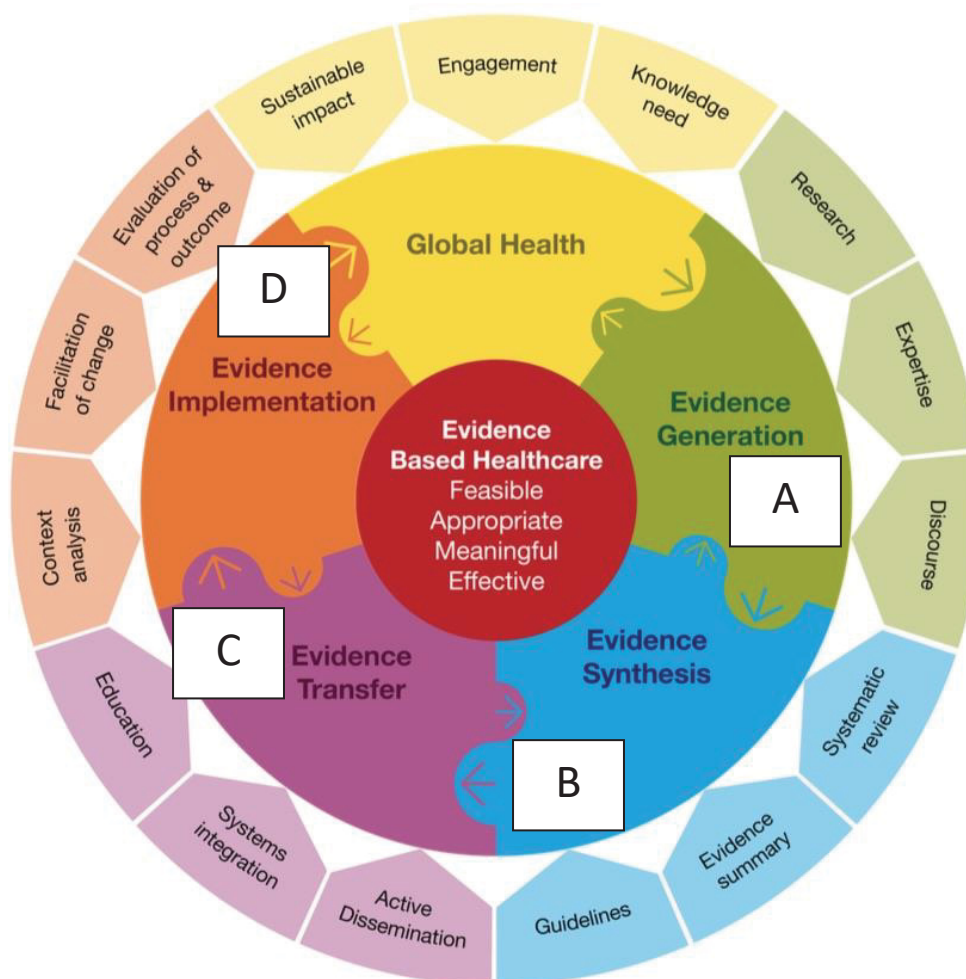 Engagement
Knowledge
need
Research
Expertise
Discourse
Systematic
review
Evidence
summary
Guidelines
Active
Dissemination
Systems
integration
Education
Context
analysis
Facilitation
of change
Evaluation of
process &
outcome
Sustainable
impact
Global Health
Evidence
Generation
A
Evidence
Synthesis
B
Evidence
Transfer
C
Evidence
Implementation
D
Evidence
Based Healthcare
Feasible
Appropriate
Meaningful
Effective